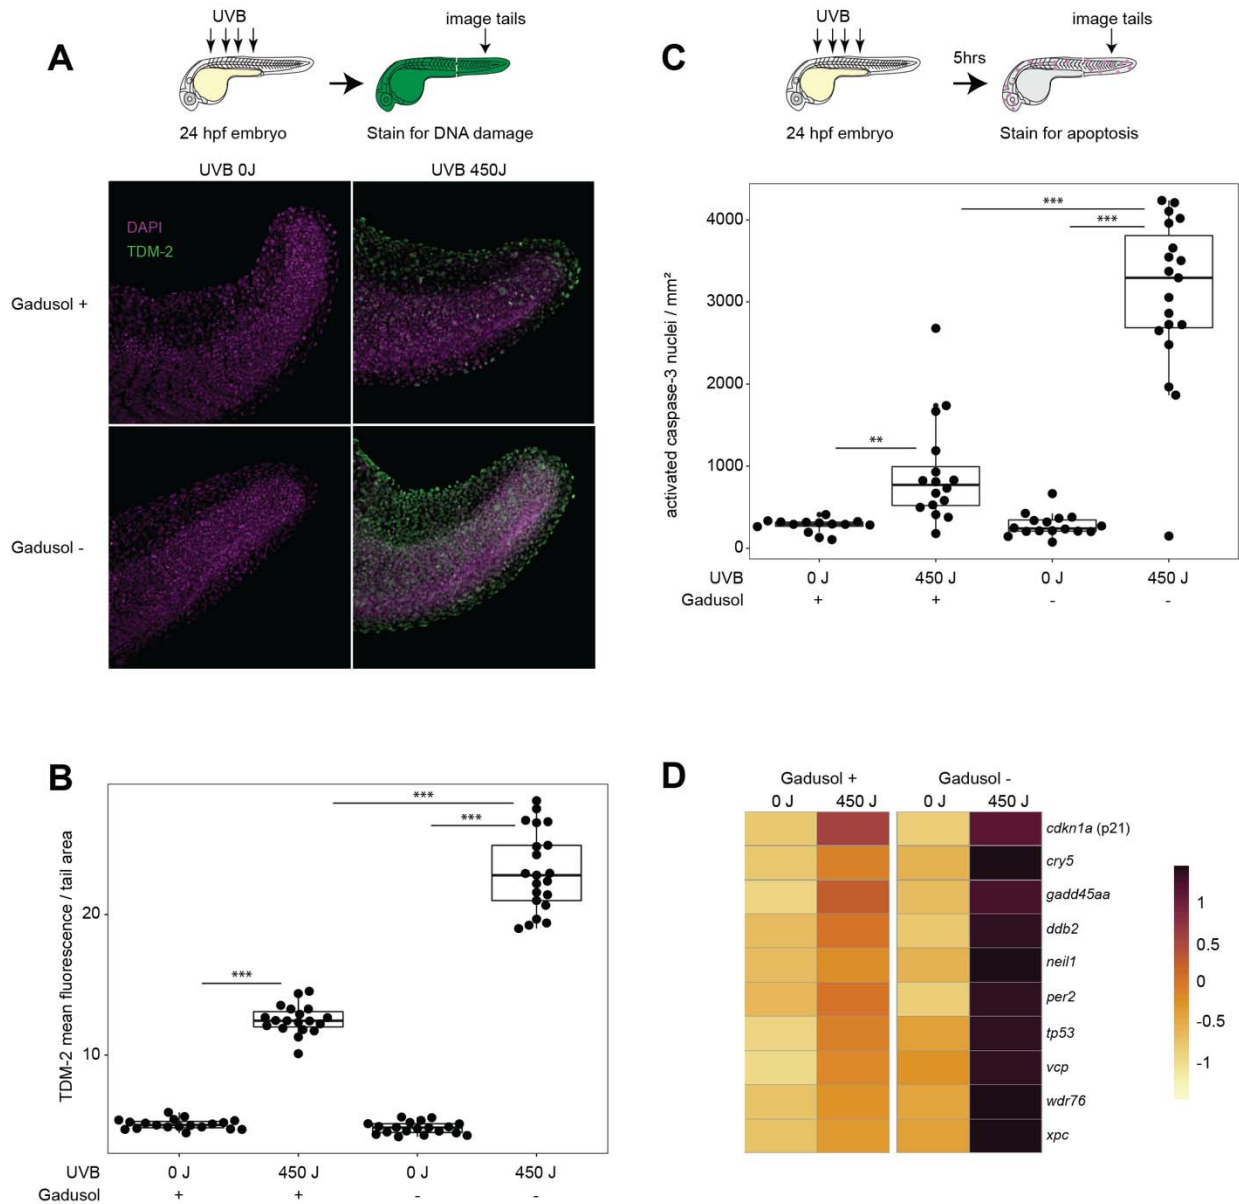 A
UVB
image tails
24 hpf embryo
Stain for DNA damage
UVB 0J
UVB 450J
DAPI
TDM-2
Gadusol +
Gadusol -
B
TDM-2 mean fluorescence / tail area
20
10
***
***
***
UVB 0 J 450 J 0 J 450 J
Gadusol + + - -
C
UVB
image tails
5hrs
24 hpf embryo
Stain for apoptosis
activated caspase-3 nuclei / mm²
4000
3000
2000
1000
0
***
***
**
UVB 0 J 450 J 0 J 450 J
Gadusol + + - -
D
Gadusol + Gadusol -
0 J 450 J 0 J 450 J
cdkn1a (p21)
cry5
gadd45aa
ddb2
neil1
per2
tp53
vcp
wdr76
xpc
1
0.5
0
-0.5
-1